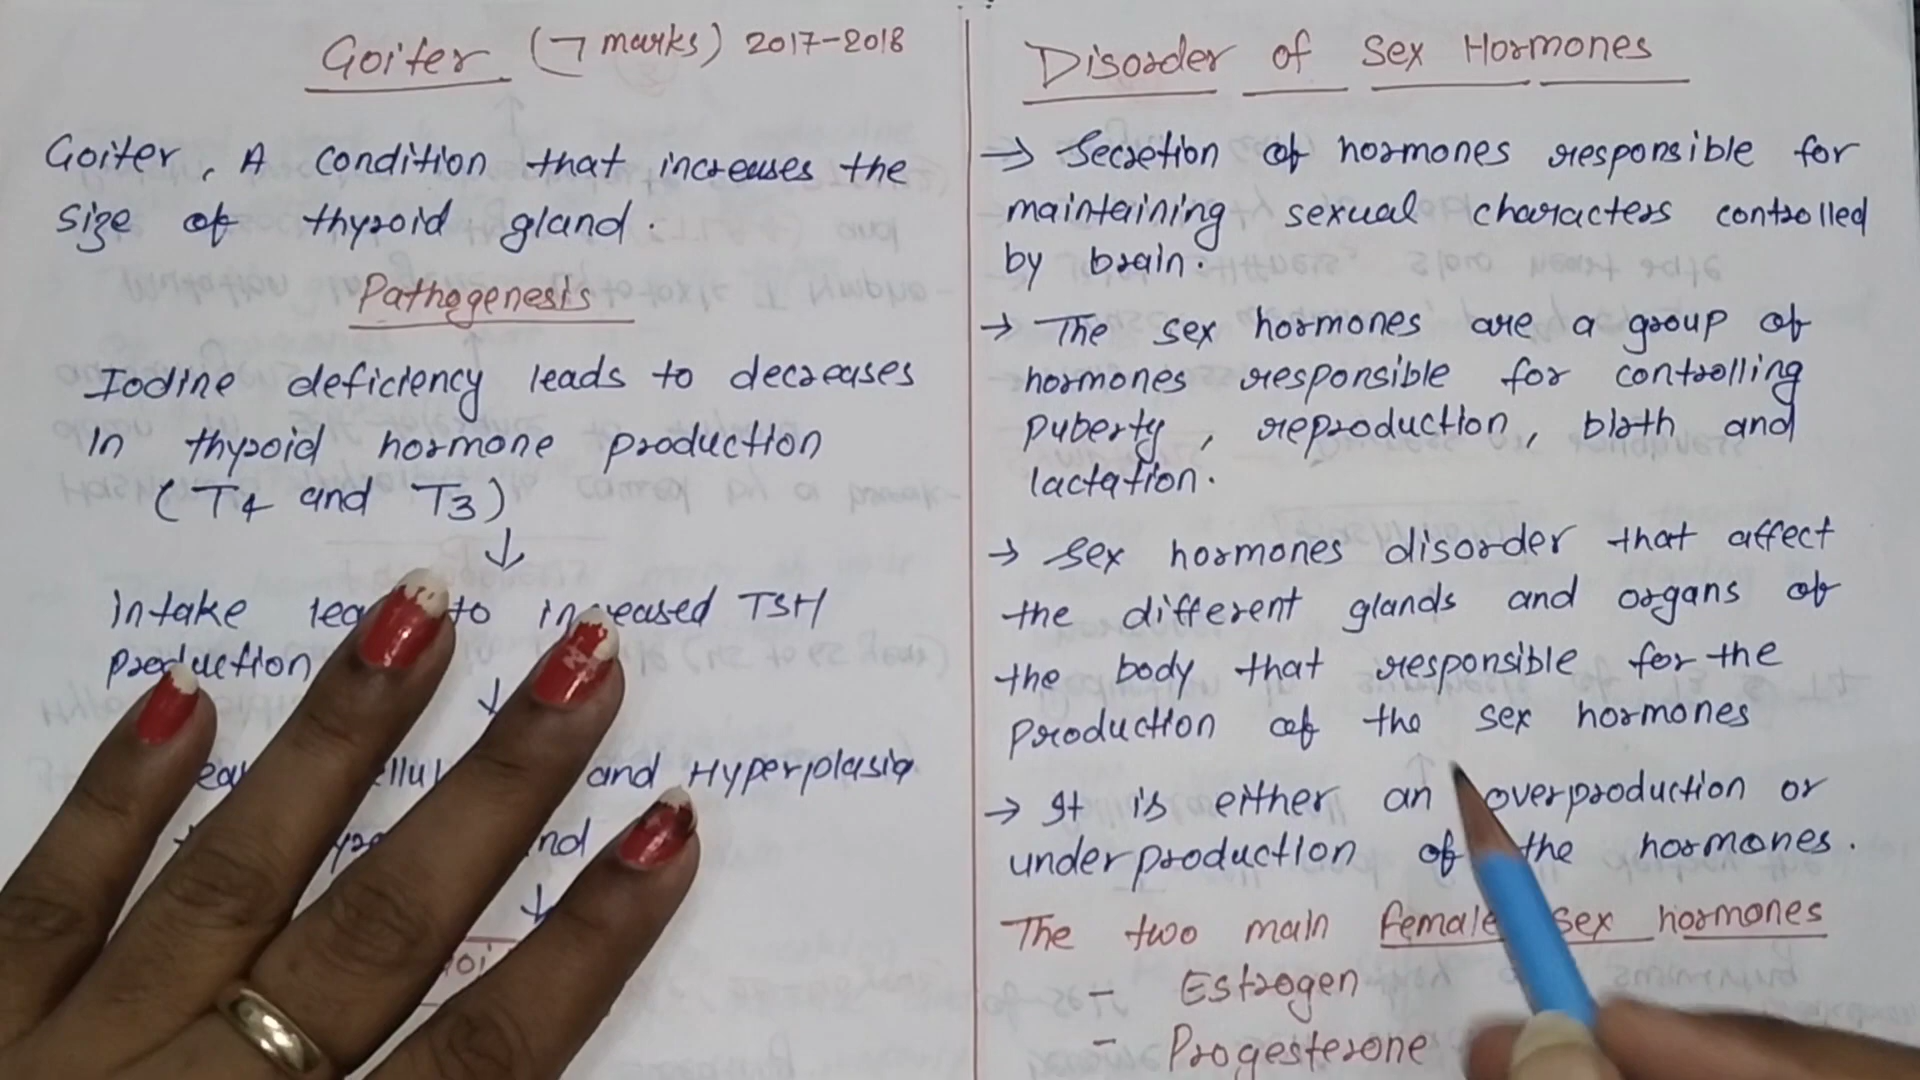 Goiter (7 marks) 2017-2018
Goiter, A condition that increases the
size of thyroid gland.
Pathogenesis
Iodine deficiency leads to decreases
in thyroid hormone production
(T4 and T3)
↓
Intake to increased TSH
production
↓
and Hyperplasia
↓
Disorder of Sex Hormones
→ Secretion of hormones responsible for
maintaining sexual characters controlled
by brain.
→ The sex hormones are a group of
hormones responsible for controlling
puberty, reproduction, birth and
lactation.
→ Sex hormones disorder that affect
the different glands and organs of
the body that responsible for the
production of the sex hormones
→ It is either an overproduction or
underproduction of the hormones.
The two main female sex hormones
- Estrogen
- Progesterone